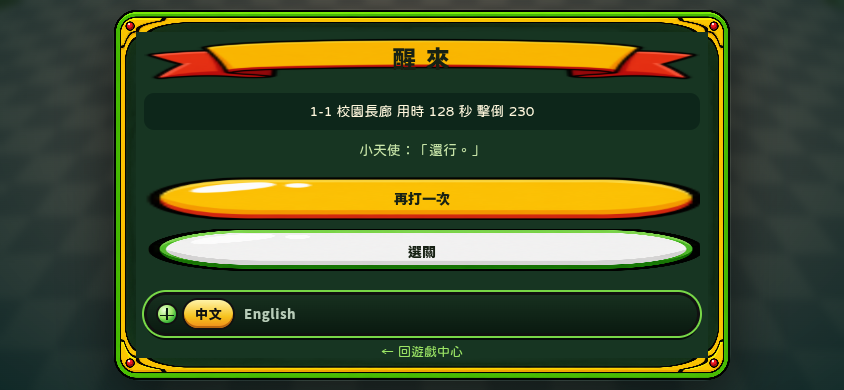 醒來
1-1 校園長廊 用時 128 秒 擊倒 230
小天使：「還行。」
再打一次
選關
中文 English
← 回遊戲中心